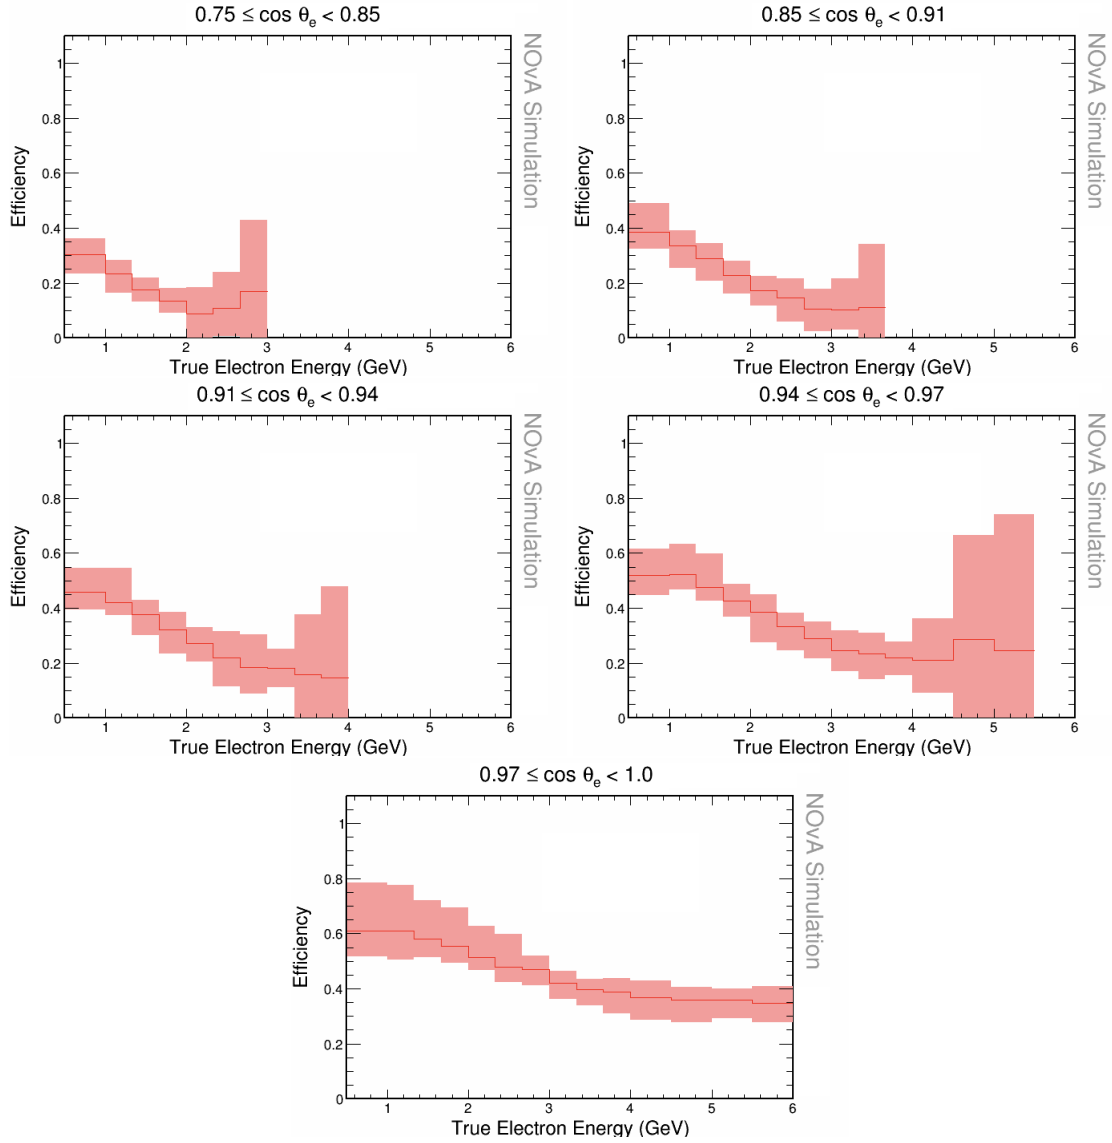 0.75 ≤ cos θe < 0.85
1
0.8
0.6
0.4
0.2
0
Efficiency
1 2 3 4 5 6
True Electron Energy (GeV)
NOvA Simulation
0.85 ≤ cos θe < 0.91
1
0.8
0.6
0.4
0.2
0
Efficiency
1 2 3 4 5 6
True Electron Energy (GeV)
NOvA Simulation
0.91 ≤ cos θe < 0.94
1
0.8
0.6
0.4
0.2
0
Efficiency
1 2 3 4 5 6
True Electron Energy (GeV)
NOvA Simulation
0.94 ≤ cos θe < 0.97
1
0.8
0.6
0.4
0.2
0
Efficiency
1 2 3 4 5 6
True Electron Energy (GeV)
NOvA Simulation
0.97 ≤ cos θe < 1.0
1
0.8
0.6
0.4
0.2
0
Efficiency
1 2 3 4 5 6
True Electron Energy (GeV)
NOvA Simulation